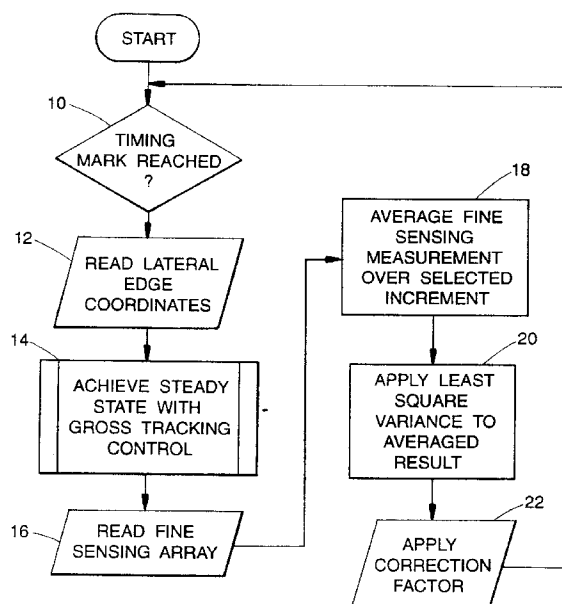 START
10
TIMING
MARK REACHED
?
12
READ LATERAL
EDGE
COORDINATES
14
ACHIEVE STEADY
STATE WITH
GROSS TRACKING
CONTROL
16
READ FINE
SENSING ARRAY
18
AVERAGE FINE
SENSING
MEASUREMENT
OVER SELECTED
INCREMENT
20
APPLY LEAST
SQUARE
VARIANCE TO
AVERAGED
RESULT
22
APPLY
CORRECTION
FACTOR